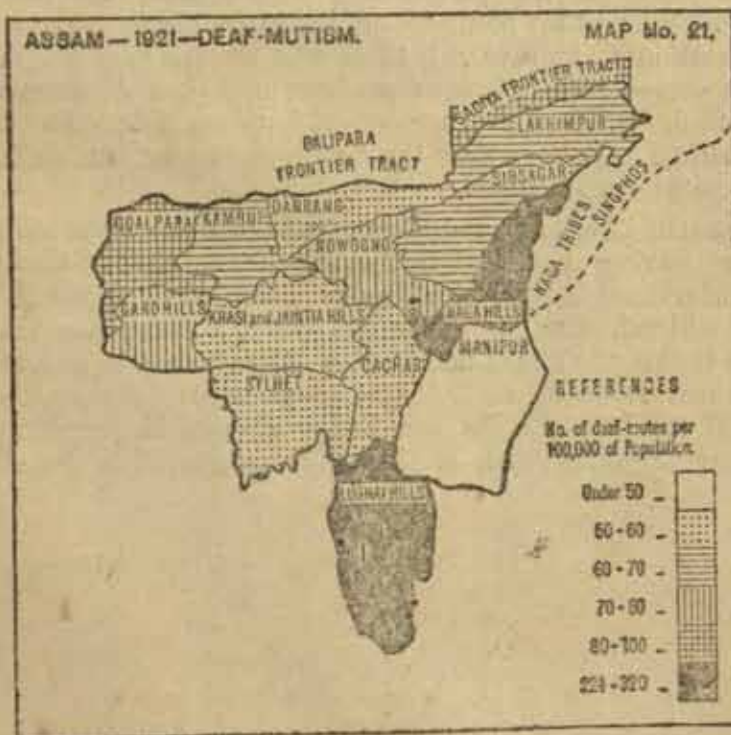 ASSAM—1921—DEAF-MUTISM. MAP No. 21.
SADIYA FRONTIER TRACT
LAKHIMPUR
BALIPARA
FRONTIER TRACT
SIBSAGAR
DARRANG
GOALPARA
KAMRUP
NOWGONG
NAGA TRIBES
SINGPHOS
GARO HILLS
KHASI and JAINTIA HILLS
NAGA HILLS
MANIPUR
CACHAR
SYLHET
LUSHAI HILLS
REFERENCES
No. of deaf-mutes per
100,000 of Population.
Under 50
50-60
60-70
70-80
80-100